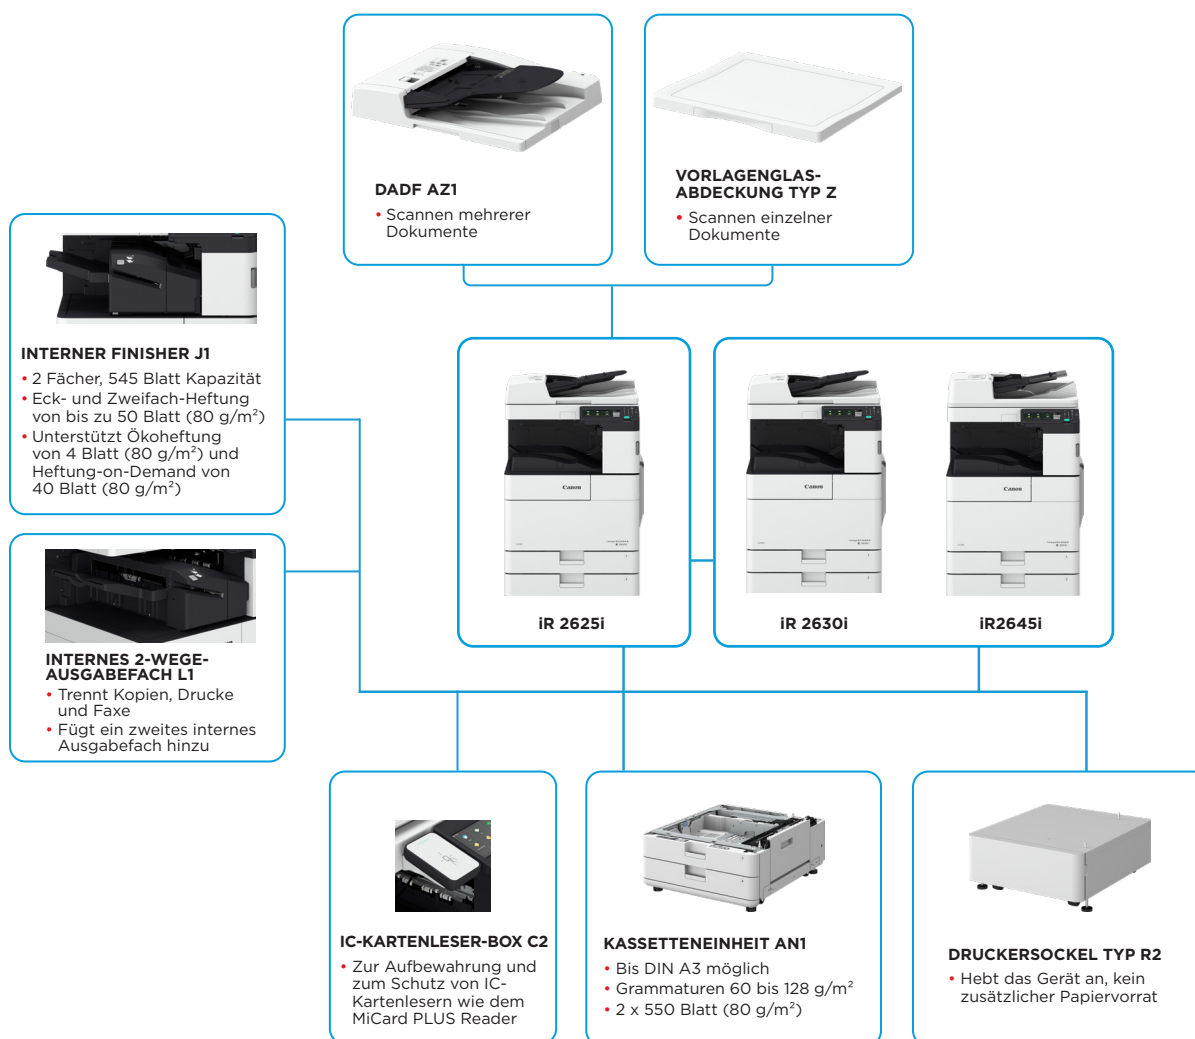 DADF AZ1
• Scannen mehrerer
Dokumente
VORLAGENGLAS-
ABDECKUNG TYP Z
• Scannen einzelner
Dokumente
INTERNER FINISHER J1
• 2 Fächer, 545 Blatt Kapazität
• Eck- und Zweifach-Heftung
von bis zu 50 Blatt (80 g/m²)
• Unterstützt Ökoheftung
von 4 Blatt (80 g/m²) und
Heftung-on-Demand von
40 Blatt (80 g/m²)
INTERNES 2-WEGE-
AUSGABEFACH L1
• Trennt Kopien, Drucke
und Faxe
• Fügt ein zweites internes
Ausgabefach hinzu
Canon
Canon
Canon
iR 2625i
iR 2630i
iR2645i
IC-KARTENLESER-BOX C2
• Zur Aufbewahrung und
zum Schutz von IC-
Kartenlesern wie dem
MiCard PLUS Reader
KASSETTENEINHEIT AN1
• Bis DIN A3 möglich
• Grammaturen 60 bis 128 g/m²
• 2 x 550 Blatt (80 g/m²)
DRUCKERSOCKEL TYP R2
• Hebt das Gerät an, kein
zusätzlicher Papiervorrat